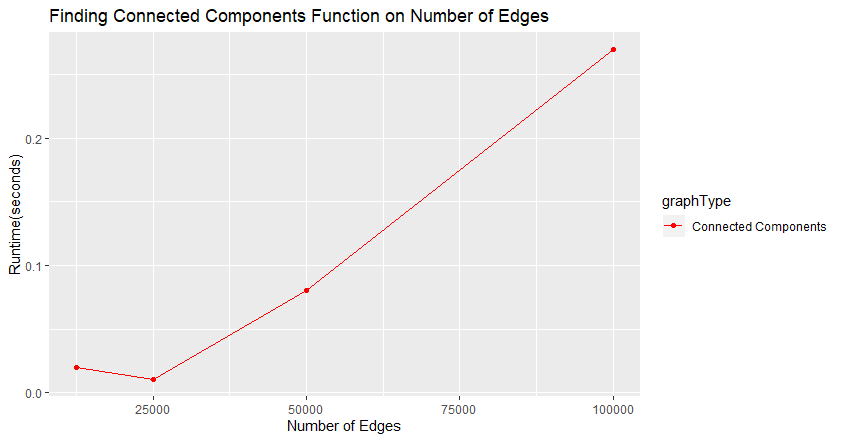 Finding Connected Components Function on Number of Edges
Runtime(seconds)
0.2
0.1
0.0
25000
50000
75000
100000
Number of Edges
graphType
Connected Components